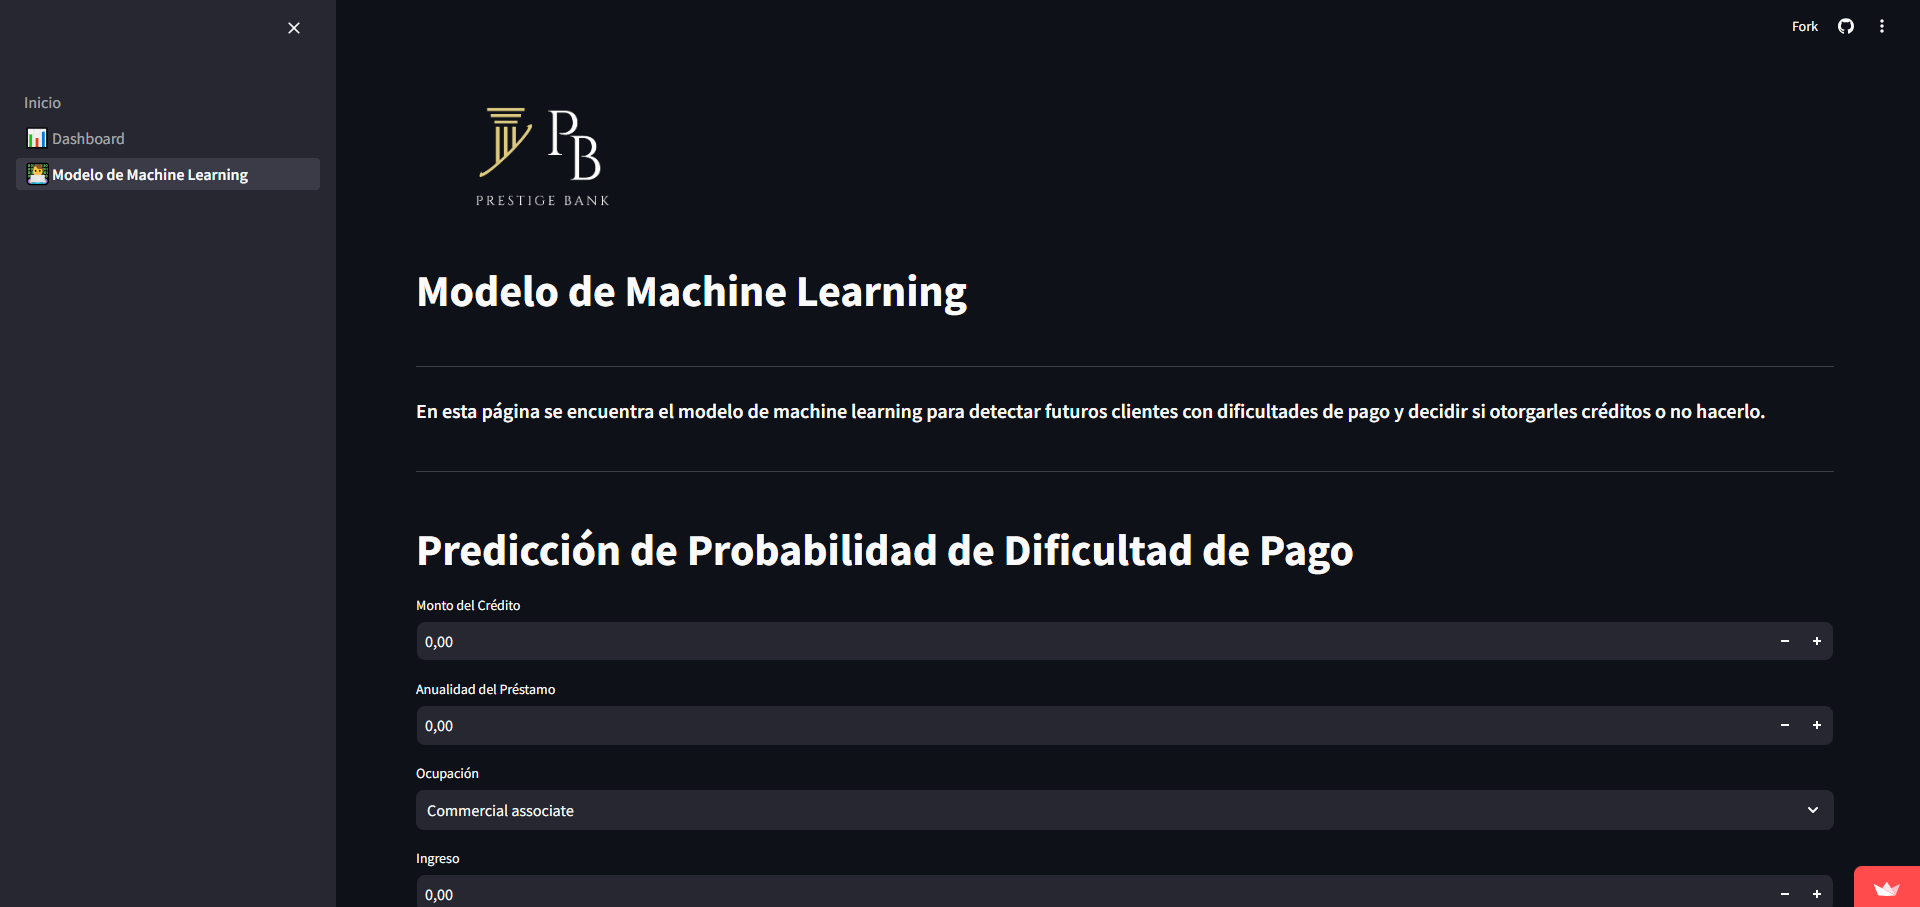 Fork
Inicio
Dashboard
Modelo de Machine Learning
PB
PRESTIGE BANK
Modelo de Machine Learning
En esta página se encuentra el modelo de machine learning para detectar futuros clientes con dificultades de pago y decidir si otorgarles créditos o no hacerlo.
Predicción de Probabilidad de Dificultad de Pago
Monto del Crédito
0,00
Anualidad del Préstamo
0,00
Ocupación
Commercial associate
Ingreso
0,00